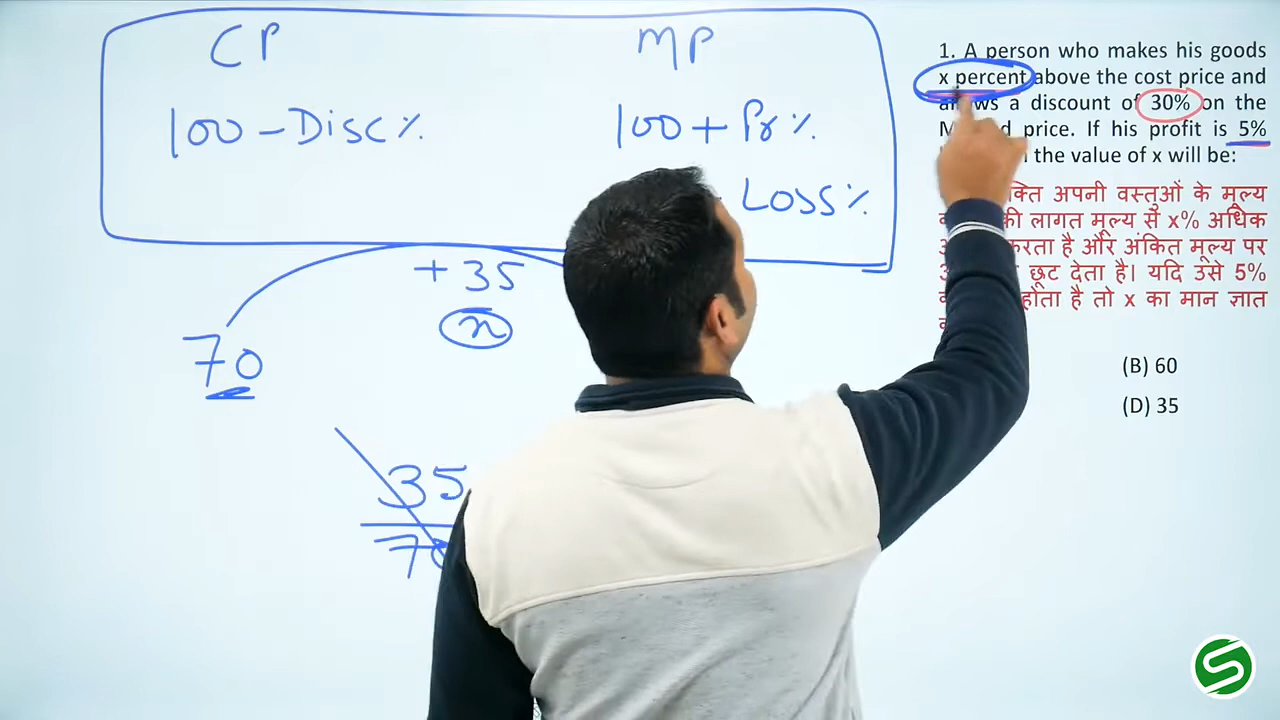 CP MP
100 - Disc% 100 + Pr %
Loss%
+ 35
x
70
35
1. A person who makes his goods
x percent above the cost price and
a discount of 30% on the
price. If his profit is 5%
the value of x will be:
अपनी वस्तुओं के मूल्य
की लागत मूल्य से x% अधिक
करता है और अंकित मूल्य पर
छूट देता है। यदि उसे 5%
होता है तो x का मान ज्ञात
(B) 60
(D) 35